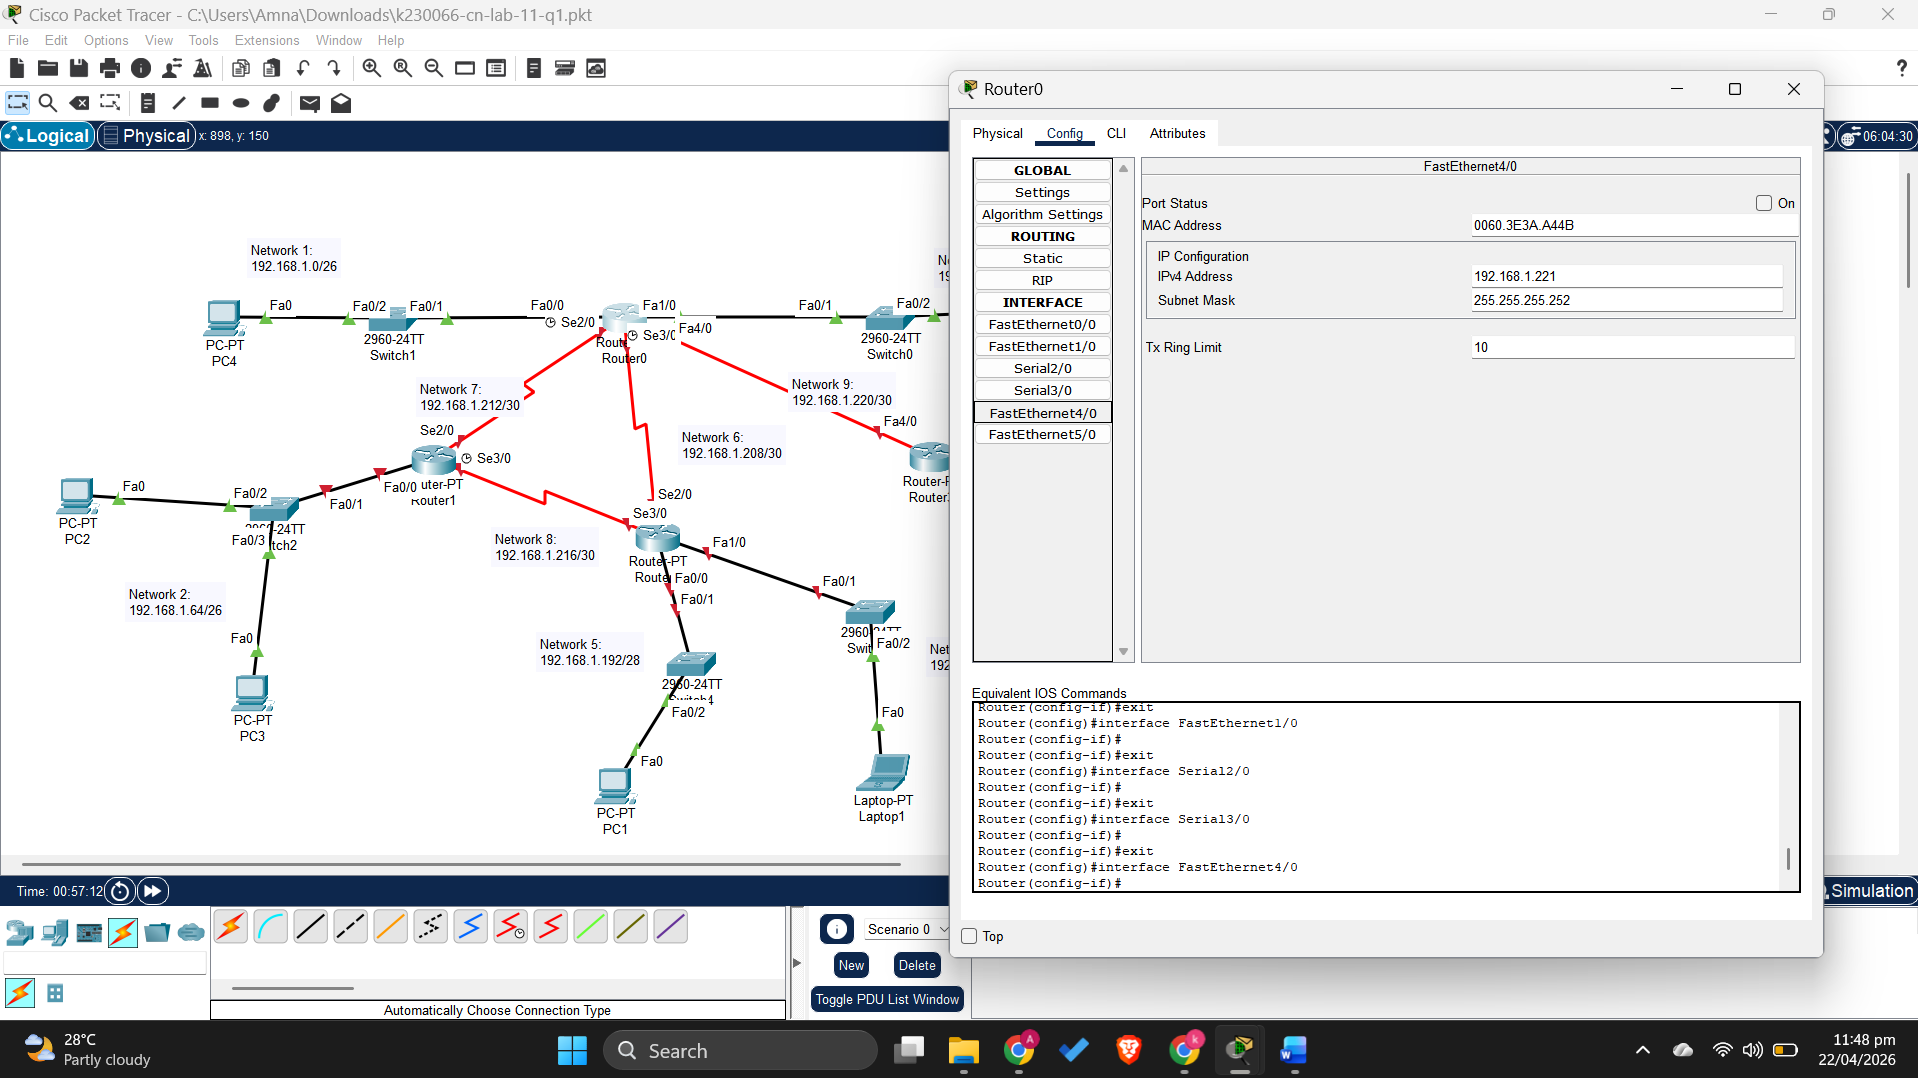 Cisco Packet Tracer - C:\Users\Amna\Downloads\k230066-cn-lab-11-q1.pkt
File Edit Options View Tools Extensions Window Help
Logical Physical x: 898, y: 150
06:04:30
Network 1:
192.168.1.0/26
Fa0
Fa0/2
Fa0/1
Fa0/0
Se2/0
Fa1/0
Se3/0
Fa4/0
Fa0/1
Fa0/2
PC-PT
PC4
2960-24TT
Switch1
Router0
2960-24TT
Switch0
Network 7:
192.168.1.212/30
Network 9:
192.168.1.220/30
Se2/0
Fa4/0
Network 6:
192.168.1.208/30
Se3/0
Fa0/0
Fa0
Fa0/2
Fa0/1
Se2/0
Se3/0
PC-PT
PC2
Fa0/3
Network 8:
192.168.1.216/30
Router-PT
Fa1/0
Fa0/0
Fa0/1
Fa0/1
Network 2:
192.168.1.64/26
Fa0
Network 5:
192.168.1.192/28
Fa0/2
2960-24TT
Fa0/2
PC-PT
PC3
Fa0
Fa0
PC-PT
PC1
Laptop-PT
Laptop1
Router0
Physical Config CLI Attributes
GLOBAL
Settings
Algorithm Settings
ROUTING
Static
RIP
INTERFACE
FastEthernet0/0
FastEthernet1/0
Serial2/0
Serial3/0
FastEthernet4/0
FastEthernet5/0
FastEthernet4/0
Port Status On
MAC Address 0060.3E3A.A44B
IP Configuration
IPv4 Address 192.168.1.221
Subnet Mask 255.255.255.252
Tx Ring Limit 10
Equivalent IOS Commands
Router(config-if)#exit
Router(config)#interface FastEthernet1/0
Router(config-if)#
Router(config-if)#exit
Router(config)#interface Serial2/0
Router(config-if)#
Router(config-if)#exit
Router(config)#interface Serial3/0
Router(config-if)#
Router(config-if)#exit
Router(config)#interface FastEthernet4/0
Router(config-if)#
Top
Time: 00:57:12
Simulation
Scenario 0
New Delete
Toggle PDU List Window
Automatically Choose Connection Type
28°C
Partly cloudy
Search
11:48 pm
22/04/2026